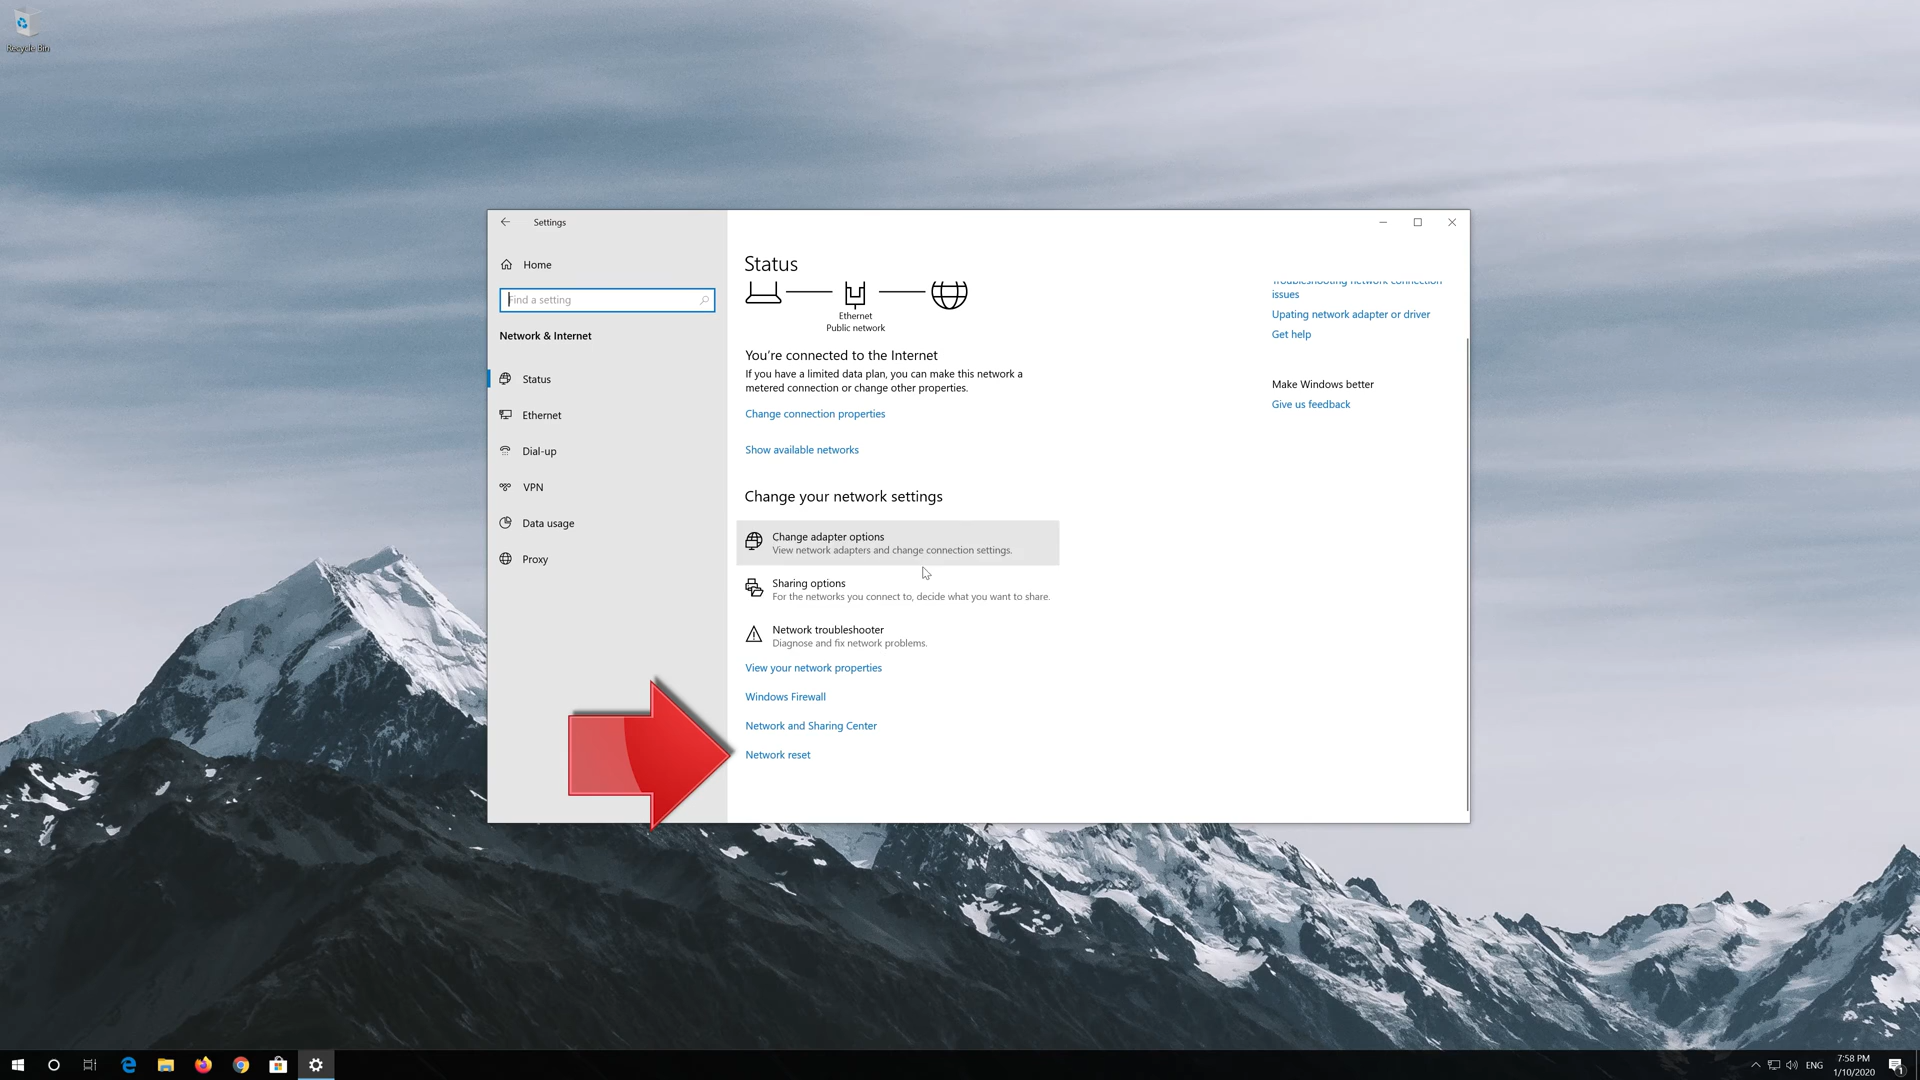 Recycle Bin
Settings
Home
Find a setting
Network & Internet
Status
Ethernet
Dial-up
VPN
Data usage
Proxy
Status
Ethernet
Public network
You're connected to the Internet
If you have a limited data plan, you can make this network a
metered connection or change other properties.
Change connection properties
Show available networks
Change your network settings
Change adapter options
View network adapters and change connection settings.
Sharing options
For the networks you connect to, decide what you want to share.
Network troubleshooter
Diagnose and fix network problems.
View your network properties
Windows Firewall
Network and Sharing Center
Network reset
Troubleshooting network connection
issues
Upating network adapter or driver
Get help
Make Windows better
Give us feedback
ENG
7:58 PM
1/10/2020
1